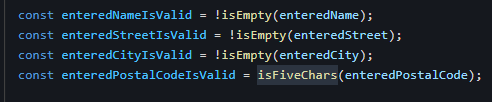 const enteredNameIsValid = !isEmpty(enteredName);
const enteredStreetIsValid = !isEmpty(enteredStreet);
const enteredCityIsValid = !isEmpty(enteredCity);
const enteredPostalCodeIsValid = isFiveChars(enteredPostalCode);